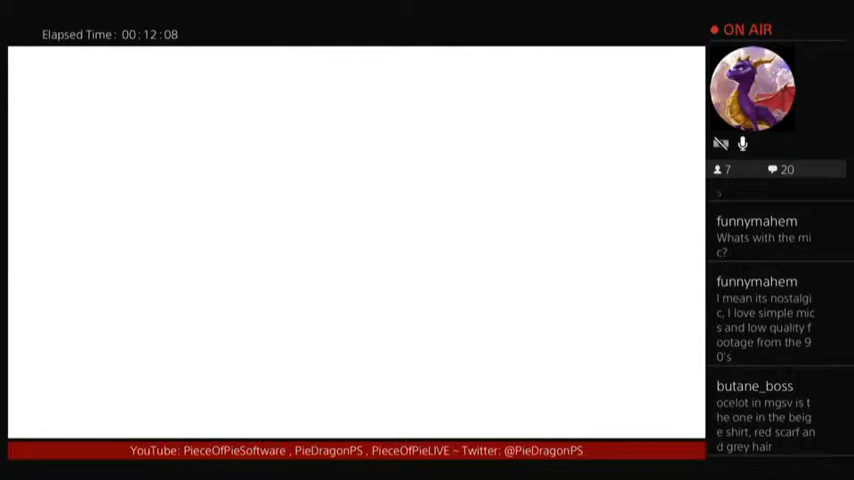 Elapsed Time: 00:12:08
ON AIR
7 20
funnymahem
Whats with the mi
c?
funnymahem
I mean its nostalgi
c, I love simple mic
s and low quality f
ootage from the 9
0's
butane_boss
ocelot in mgsv is t
he one in the beig
e shirt, red scarf an
d grey hair
YouTube: PieceOfPieSoftware , PieDragonPS , PieceOfPieLIVE ~ Twitter: @PieDragonPS